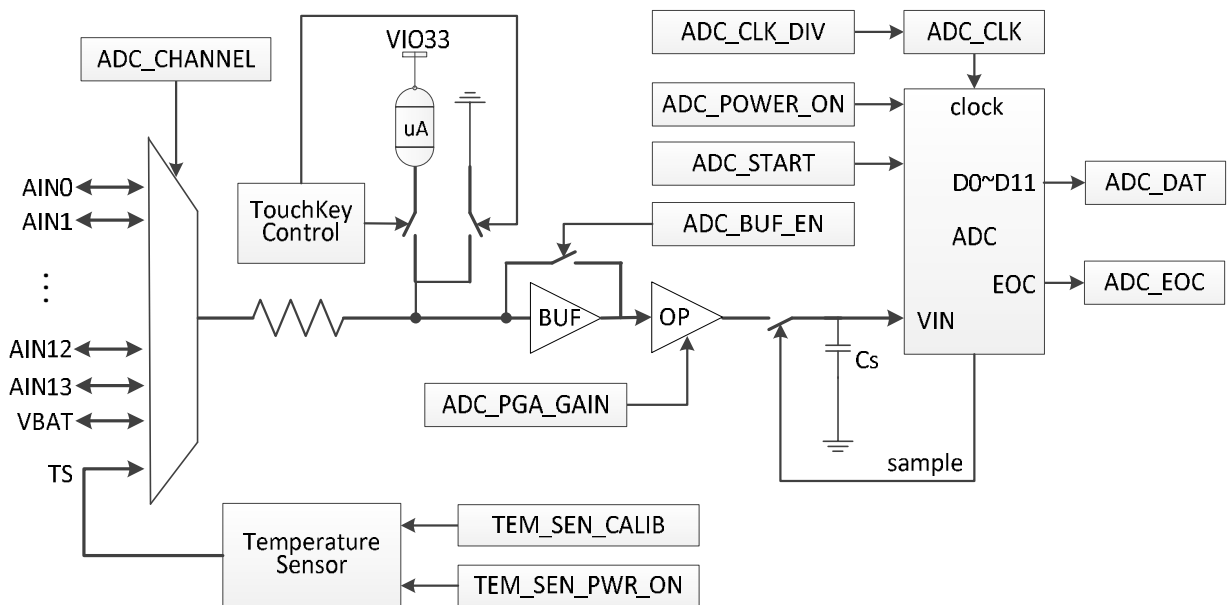 ADC_CHANNEL
VIO33
uA
TouchKey
Control
ADC_CLK_DIV
ADC_CLK
ADC_POWER_ON
clock
ADC_START
D0~D11
ADC_DAT
ADC_BUF_EN
ADC
EOC
ADC_EOC
AIN0
AIN1
...
AIN12
AIN13
VBAT
TS
BUF
OP
VIN
Cs
ADC_PGA_GAIN
sample
Temperature
Sensor
TEM_SEN_CALIB
TEM_SEN_PWR_ON